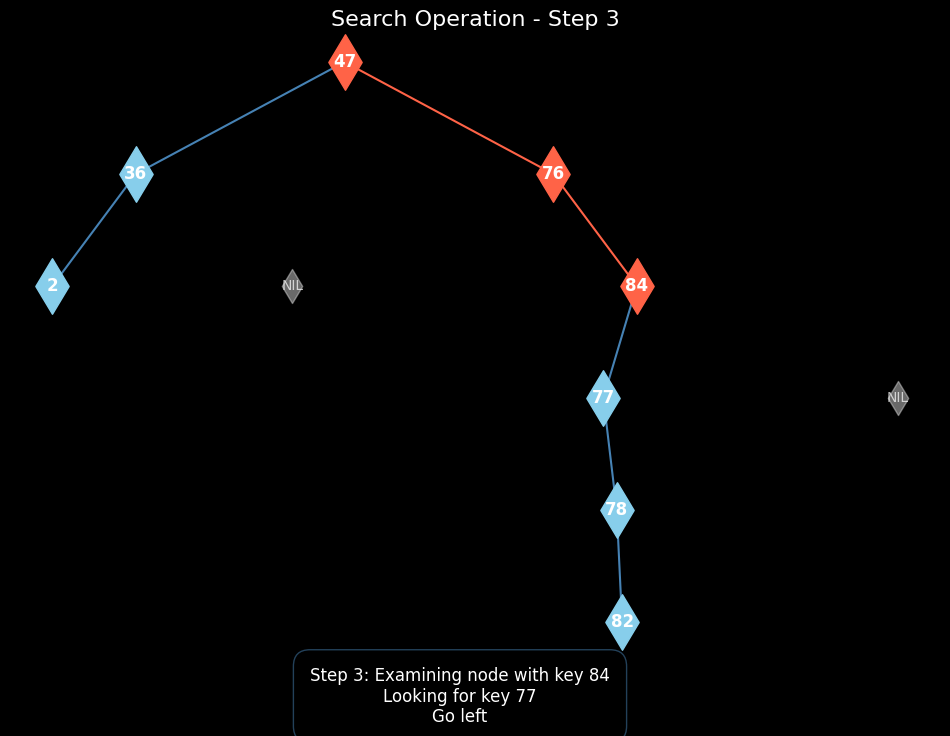 Search Operation - Step 3
47
36
76
2
NIL
84
77
NIL
78
82
Step 3: Examining node with key 84
Looking for key 77
Go left